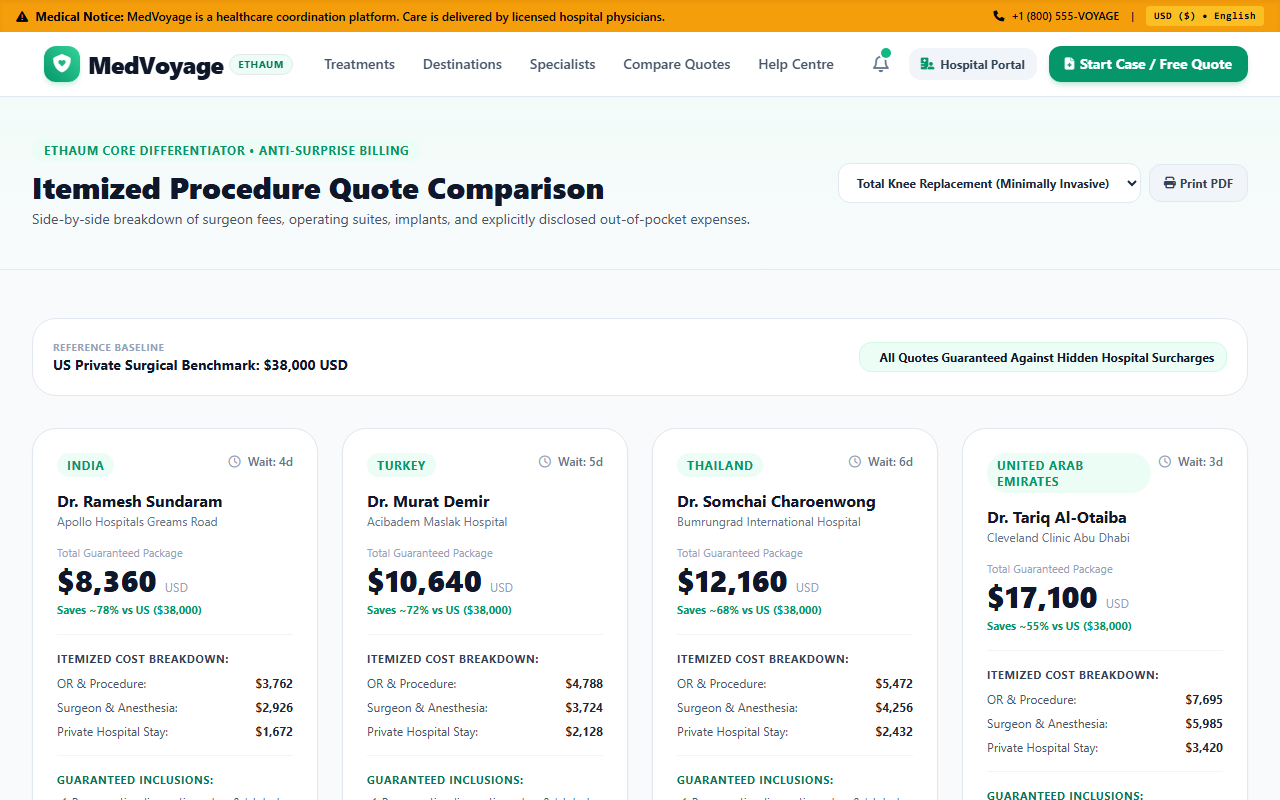 Medical Notice: MedVoyage is a healthcare coordination platform. Care is delivered by licensed hospital physicians.
+1 (800) 555-VOYAGE | USD ($) • English
MedVoyage ETHAUM Treatments Destinations Specialists Compare Quotes Help Centre Hospital Portal Start Case / Free Quote
ETHAUM CORE DIFFERENTIATOR • ANTI-SURPRISE BILLING
Itemized Procedure Quote Comparison
Side-by-side breakdown of surgeon fees, operating suites, implants, and explicitly disclosed out-of-pocket expenses.
Total Knee Replacement (Minimally Invasive) Print PDF
REFERENCE BASELINE
US Private Surgical Benchmark: $38,000 USD
All Quotes Guaranteed Against Hidden Hospital Surcharges
INDIA Wait: 4d
Dr. Ramesh Sundaram
Apollo Hospitals Greams Road
Total Guaranteed Package
$8,360 USD
Saves ~78% vs US ($38,000)
ITEMIZED COST BREAKDOWN:
OR & Procedure: $3,762
Surgeon & Anesthesia: $2,926
Private Hospital Stay: $1,672
GUARANTEED INCLUSIONS:
TURKEY Wait: 5d
Dr. Murat Demir
Acibadem Maslak Hospital
Total Guaranteed Package
$10,640 USD
Saves ~72% vs US ($38,000)
ITEMIZED COST BREAKDOWN:
OR & Procedure: $4,788
Surgeon & Anesthesia: $3,724
Private Hospital Stay: $2,128
GUARANTEED INCLUSIONS:
THAILAND Wait: 6d
Dr. Somchai Charoenwong
Bumrungrad International Hospital
Total Guaranteed Package
$12,160 USD
Saves ~68% vs US ($38,000)
ITEMIZED COST BREAKDOWN:
OR & Procedure: $5,472
Surgeon & Anesthesia: $4,256
Private Hospital Stay: $2,432
GUARANTEED INCLUSIONS:
UNITED ARAB
EMIRATES
Wait: 3d
Dr. Tariq Al-Otaiba
Cleveland Clinic Abu Dhabi
Total Guaranteed Package
$17,100 USD
Saves ~55% vs US ($38,000)
ITEMIZED COST BREAKDOWN:
OR & Procedure: $7,695
Surgeon & Anesthesia: $5,985
Private Hospital Stay: $3,420
GUARANTEED INCLUSIONS: